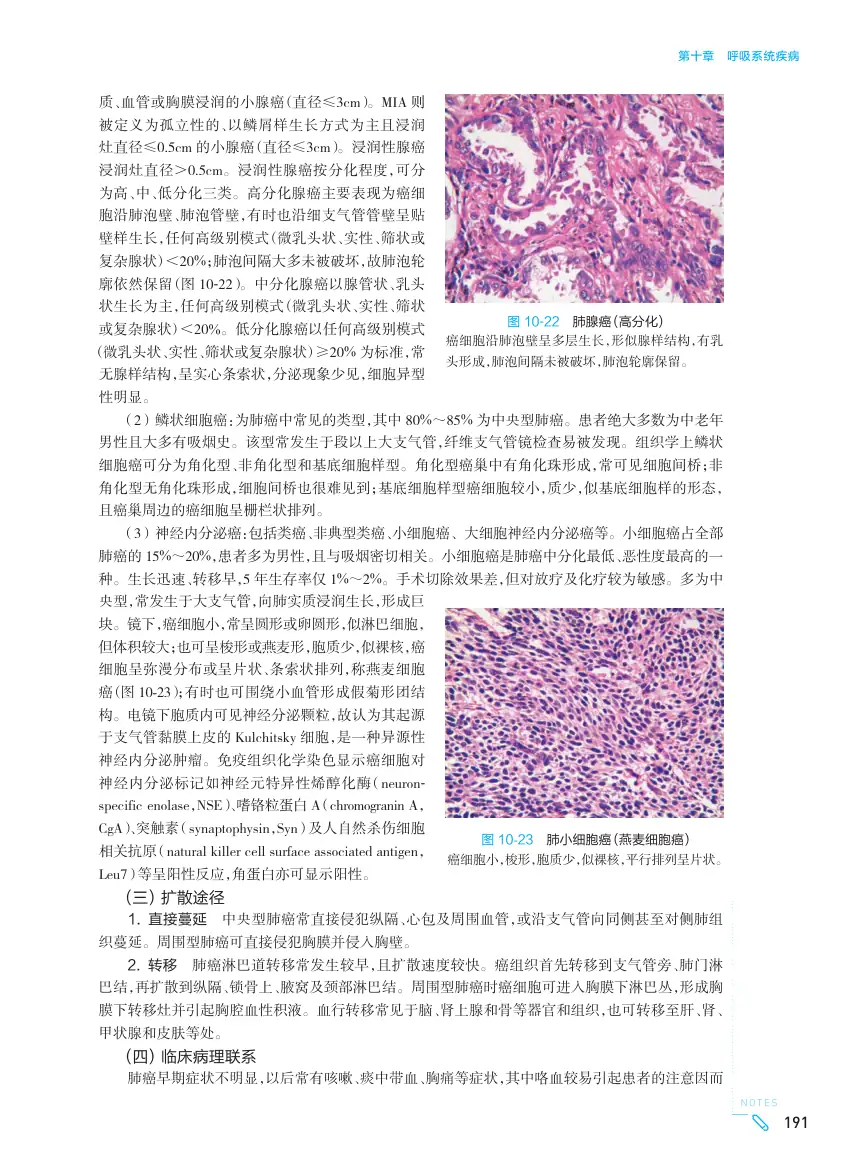 第十章 呼吸系统疾病
质、血管或胸膜浸润的小腺癌(直径≤3cm)。MIA 则
被定义为孤立性的、以鳞屑样生长方式为主且浸润
灶直径≤0.5cm 的小腺癌(直径≤3cm)。浸润性腺癌
浸润灶直径>0.5cm。浸润性腺癌按分化程度,可分
为高、中、低分化三类。高分化腺癌主要表现为癌细
胞沿肺泡壁、肺泡管壁,有时也沿细支气管管壁呈贴
壁样生长,任何高级别模式(微乳头状、实性、筛状或
复杂腺状)<20%;肺泡间隔大多未被破坏,故肺泡轮
廓依然保留(图 10-22)。中分化腺癌以腺管状、乳头
状生长为主,任何高级别模式(微乳头状、实性、筛状
或复杂腺状)<20%。低分化腺癌以任何高级别模式
(微乳头状、实性、筛状或复杂腺状)≥20% 为标准,常
无腺样结构,呈实心条索状,分泌现象少见,细胞异型
性明显。
图 10-22 肺腺癌(高分化)
癌细胞沿肺泡壁呈多层生长,形似腺样结构,有乳
头形成,肺泡间隔未被破坏,肺泡轮廓保留。
(2)鳞状细胞癌:为肺癌中常见的类型,其中 80%~85% 为中央型肺癌。患者绝大多数为中老年
男性且大多有吸烟史。该型常发生于段以上大支气管,纤维支气管镜检查易被发现。组织学上鳞状
细胞癌可分为角化型、非角化型和基底细胞样型。角化型癌巢中有角化珠形成,常可见细胞间桥;非
角化型无角化珠形成,细胞间桥也很难见到;基底细胞样型癌细胞较小,质少,似基底细胞样的形态,
且癌巢周边的癌细胞呈栅栏状排列。
(3)神经内分泌癌:包括类癌、非典型类癌、小细胞癌、大细胞神经内分泌癌等。小细胞癌占全部
肺癌的 15%~20%,患者多为男性,且与吸烟密切相关。小细胞癌是肺癌中分化最低、恶性度最高的一
种。生长迅速、转移早,5 年生存率仅 1%~2%。手术切除效果差,但对放疗及化疗较为敏感。多为中
央型,常发生于大支气管,向肺实质浸润生长,形成巨
块。镜下,癌细胞小,常呈圆形或卵圆形,似淋巴细胞,
但体积较大;也可呈梭形或燕麦形,胞质少,似裸核,癌
细胞呈弥漫分布或呈片状、条索状排列,称燕麦细胞
癌(图 10-23);有时也可围绕小血管形成假菊形团结
构。电镜下胞质内可见神经分泌颗粒,故认为其起源
于支气管黏膜上皮的 Kulchitsky 细胞,是一种异源性
神经内分泌肿瘤。免疫组织化学染色显示癌细胞对
神经内分泌标记如神经元特异性烯醇化酶(neuron-
specific enolase,NSE)、嗜铬粒蛋白 A(chromogranin A,
CgA)、突触素(synaptophysin,Syn)及人自然杀伤细胞
相关抗原(natural killer cell surface associated antigen,
Leu7)等呈阳性反应,角蛋白亦可显示阳性。
图 10-23 肺小细胞癌(燕麦细胞癌)
癌细胞小,梭形,胞质少,似裸核,平行排列呈片状。
(三)扩散途径
1. 直接蔓延 中央型肺癌常直接侵犯纵隔、心包及周围血管,或沿支气管向同侧甚至对侧肺组
织蔓延。周围型肺癌可直接侵犯胸膜并侵入胸壁。
2. 转移 肺癌淋巴道转移常发生较早,且扩散速度较快。癌组织首先转移到支气管旁、肺门淋
巴结,再扩散到纵隔、锁骨上、腋窝及颈部淋巴结。周围型肺癌时癌细胞可进入胸膜下淋巴丛,形成胸
膜下转移灶并引起胸腔血性积液。血行转移常见于脑、肾上腺和骨等器官和组织,也可转移至肝、肾、
甲状腺和皮肤等处。
(四)临床病理联系
肺癌早期症状不明显,以后常有咳嗽、痰中带血、胸痛等症状,其中咯血较易引起患者的注意因而
NOTES
191